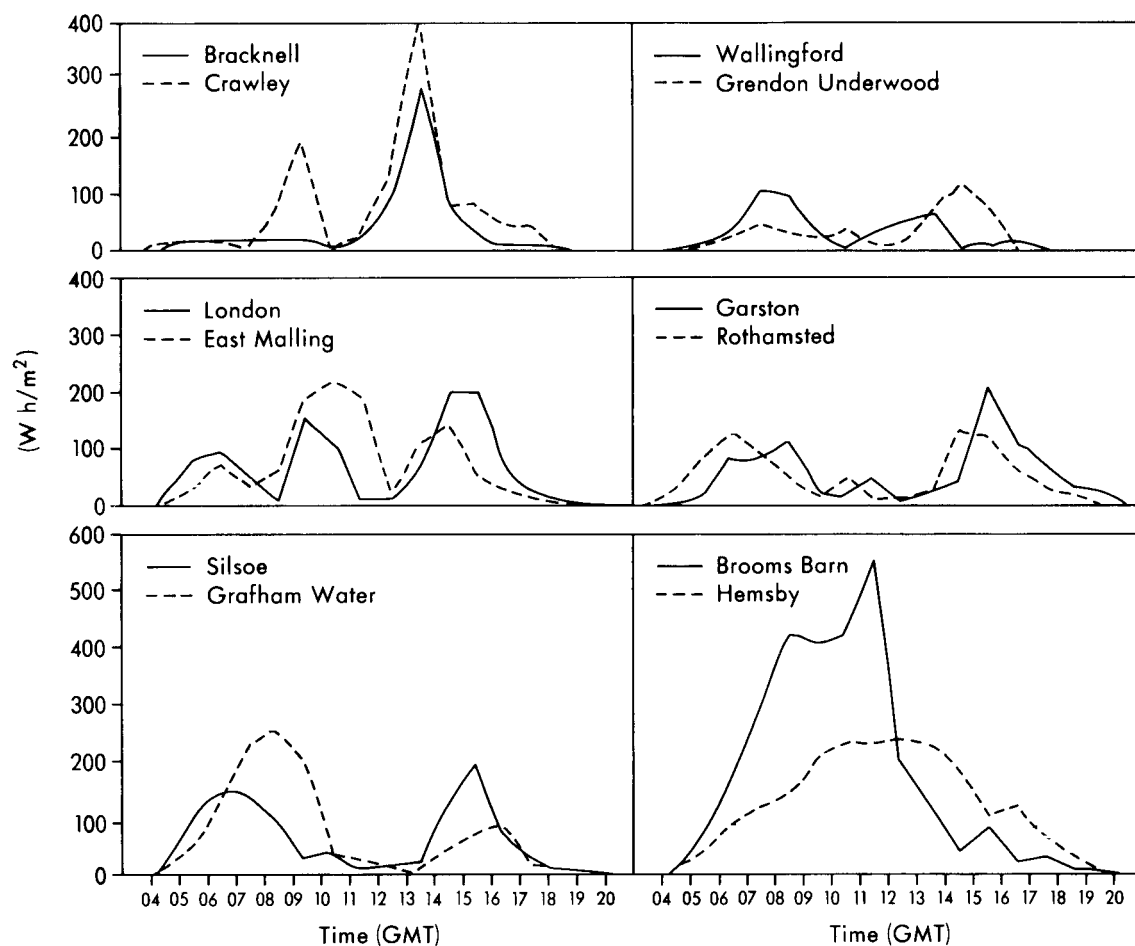 400
300
200
100
0
Bracknell
Crawley
Wallingford
Grendon Underwood
400
300
200
100
0
London
East Malling
Garston
Rothamsted
(W h/m²)
600
500
400
300
200
100
0
Silsoe
Grafham Water
Brooms Barn
Hemsby
04 05 06 07 08 09 10 11 12 13 14 15 16 17 18 19 20
04 05 06 07 08 09 10 11 12 13 14 15 16 17 18 19 20
Time (GMT)
Time (GMT)